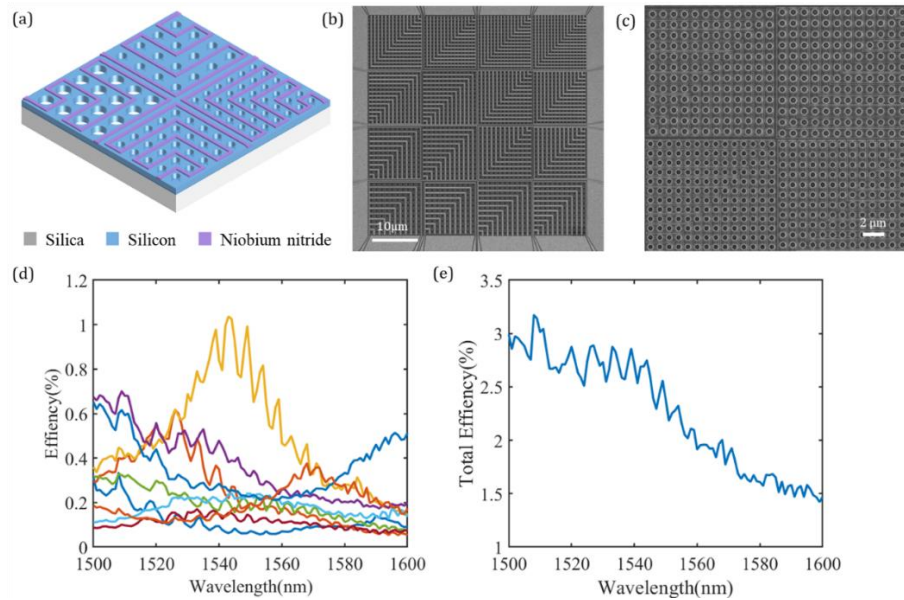 (a)
(b)
(c)
Silica Silicon Niobium nitride
10μm
2 μm
(d)
(e)
1.2
1
0.8
0.6
0.4
0.2
0
Effiency(%)
1500 1520 1540 1560 1580 1600
Wavelength(nm)
3.5
3
2.5
2
1.5
1
Total Effiency(%)
1500 1520 1540 1560 1580 1600
Wavelength(nm)